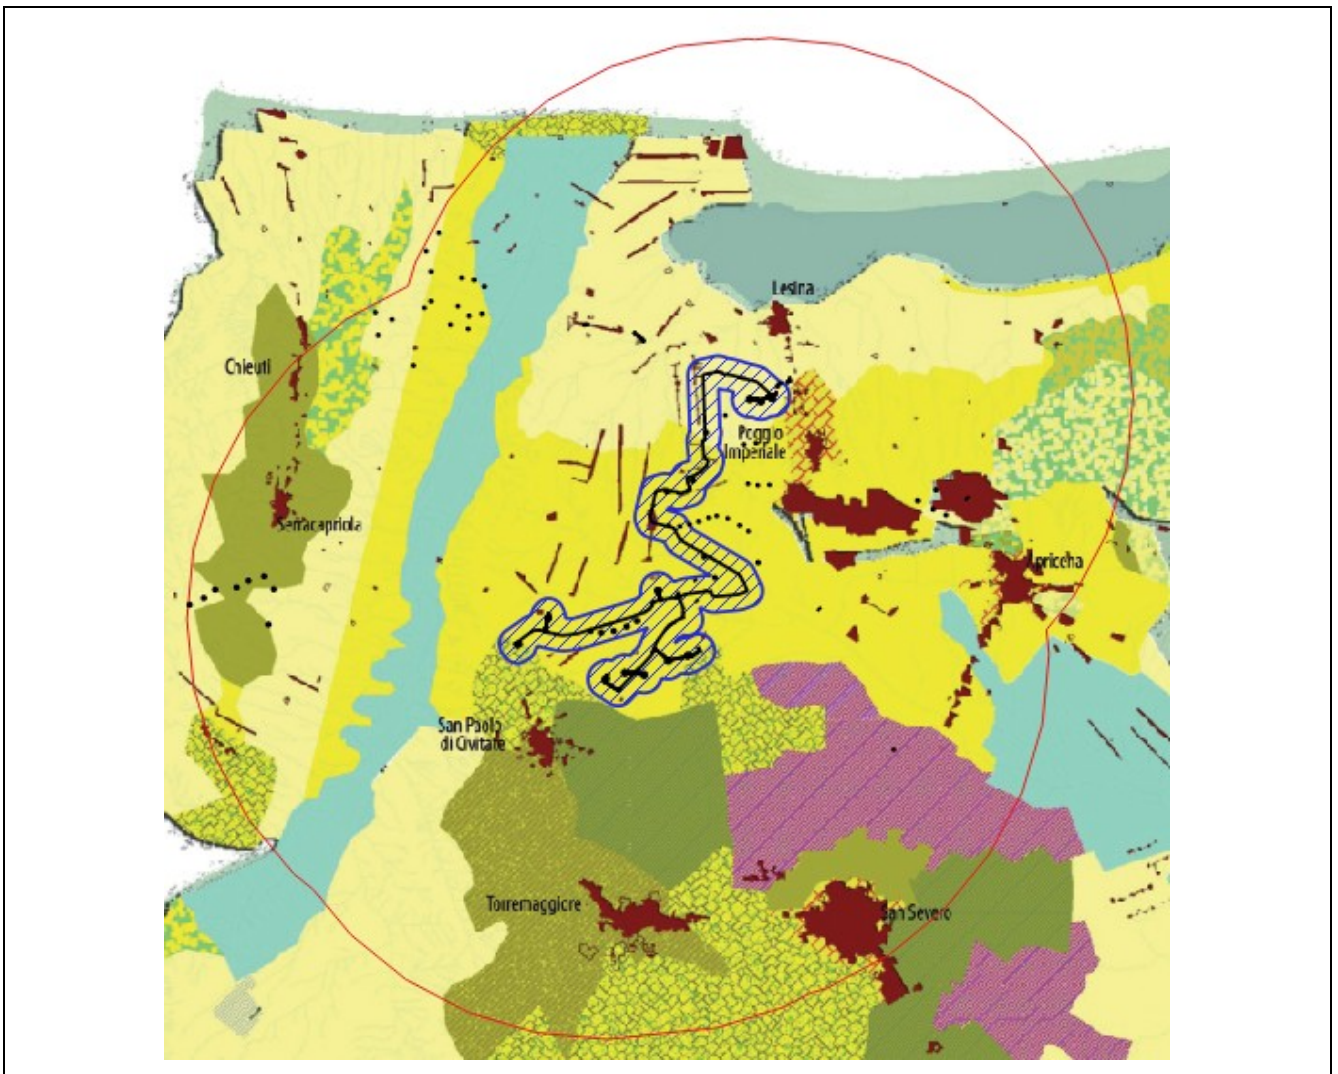 Lesina
Chieuti
Poggio
Imperiale
Serracapriola
Apricena
San Paolo
di Civitate
Torremaggiore
San Severo